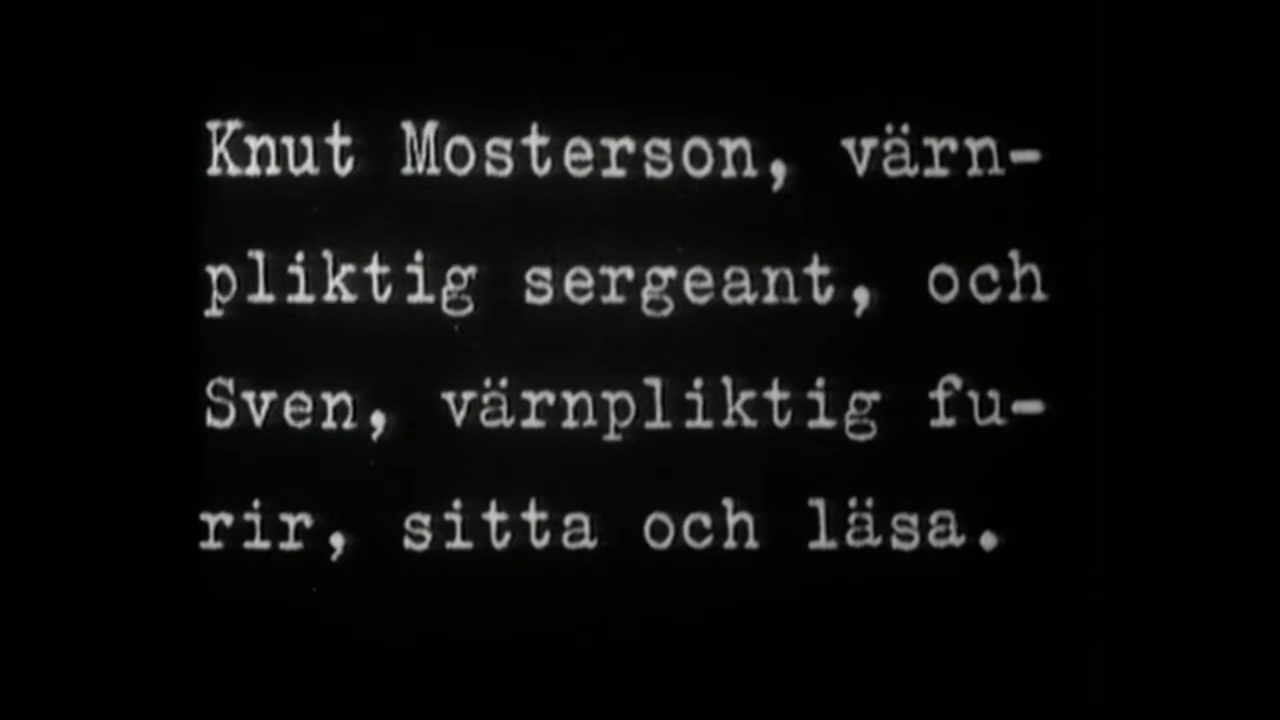 Knut Mosterson, värn-
pliktig sergeant, och
Sven, värnpliktig fu-
rir, sitta och läsa.